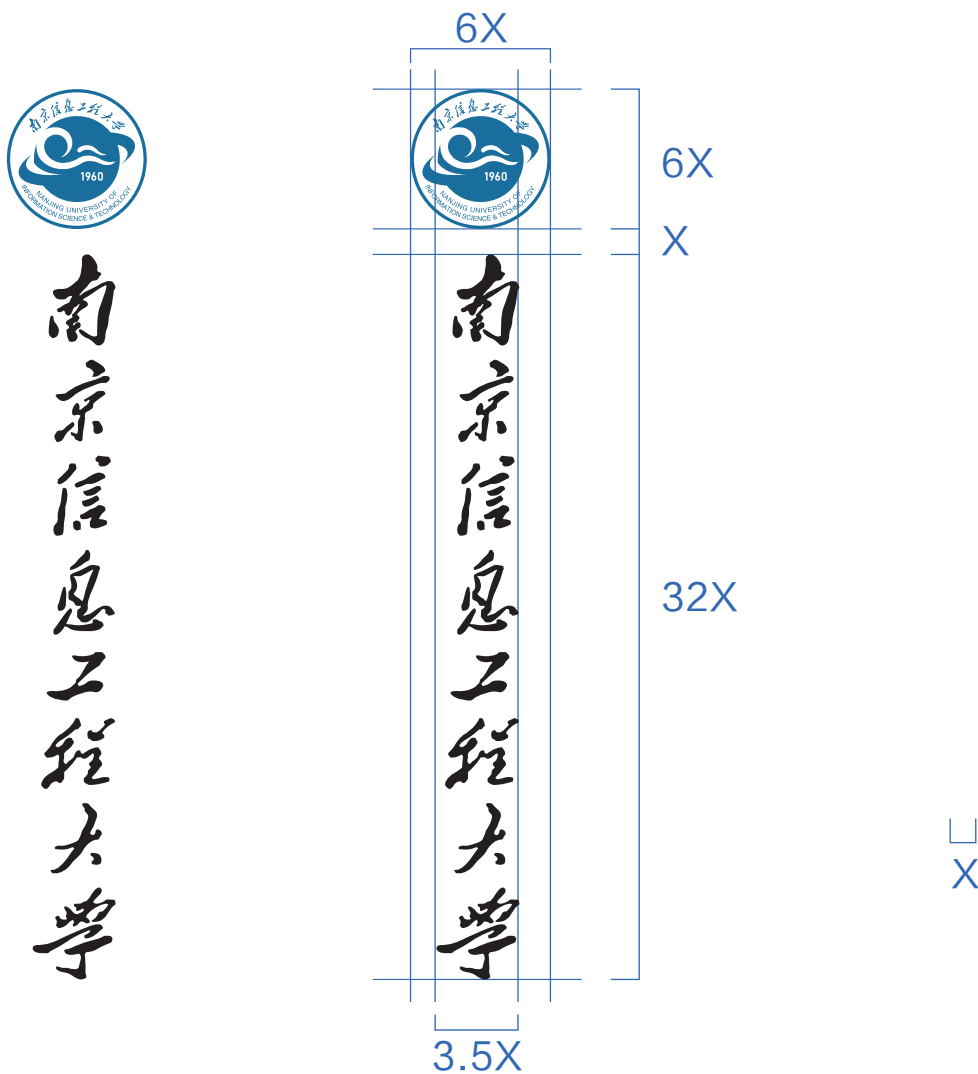 南京信息工程大学
1960
NANJING UNIVERSITY OF
INFORMATION SCIENCE & TECHNOLOGY
南京信息工程大學
6X
南京信息工程大学
1960
NANJING UNIVERSITY OF
INFORMATION SCIENCE & TECHNOLOGY
南京信息工程大學
6X
X
32X
3.5X
X